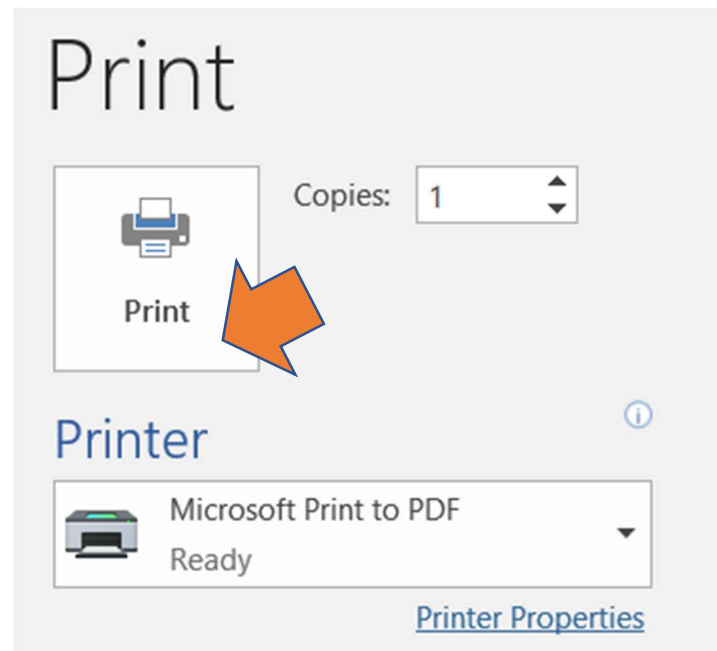 Print
Copies: 1
Print
Printer
Microsoft Print to PDF
Ready
Printer Properties